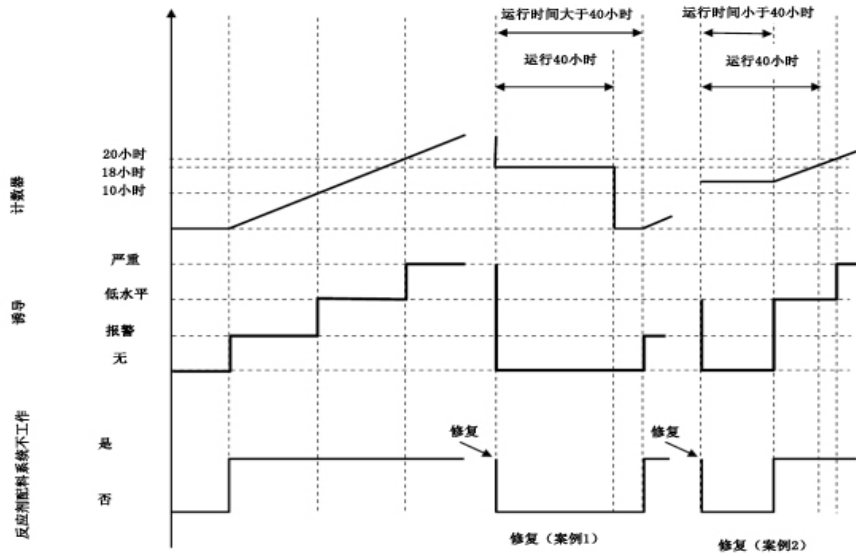 运行时间大于40小时
运行时间小于40小时
运行40小时
运行40小时
20小时
18小时
10小时
计数器
严重
低水平
诱导
报警
无
反应剂配料系统不工作
是
否
修复
修复
修复（案例1）
修复（案例2）